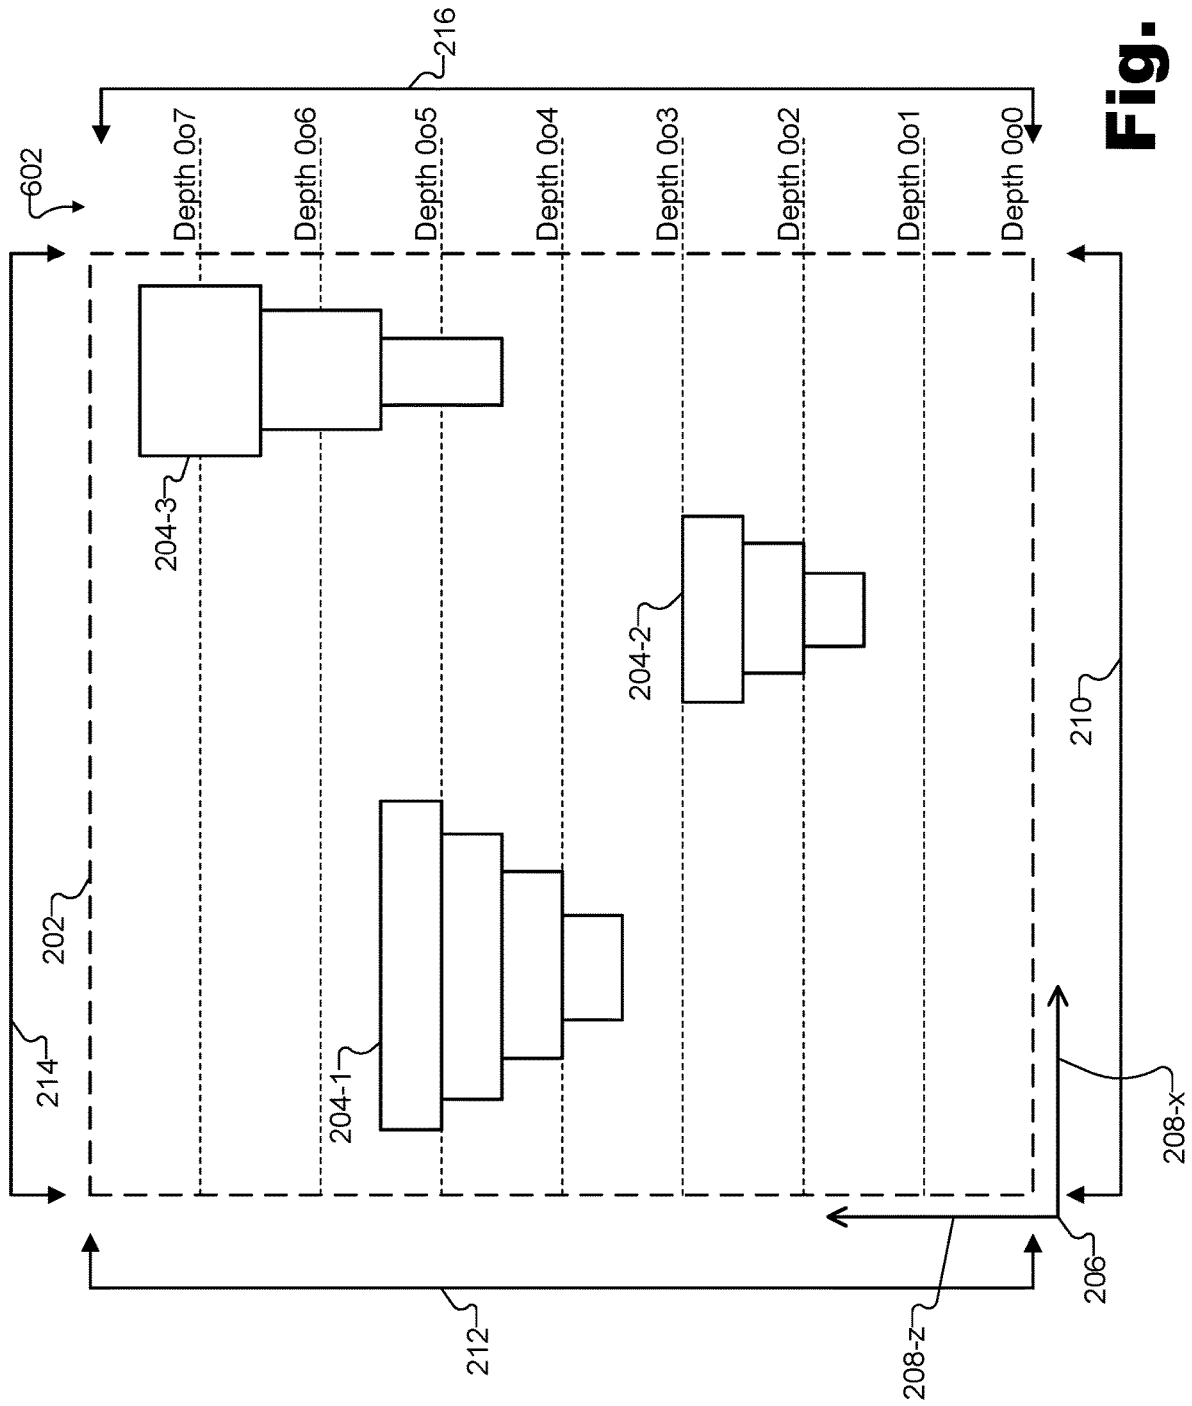 602
216
214
202
Depth 0o7
Depth 0o6
Depth 0o5
Depth 0o4
Depth 0o3
Depth 0o2
Depth 0o1
Depth 0o0
204-3
204-1
204-2
212
210
208-z
206
208-x
Fig.